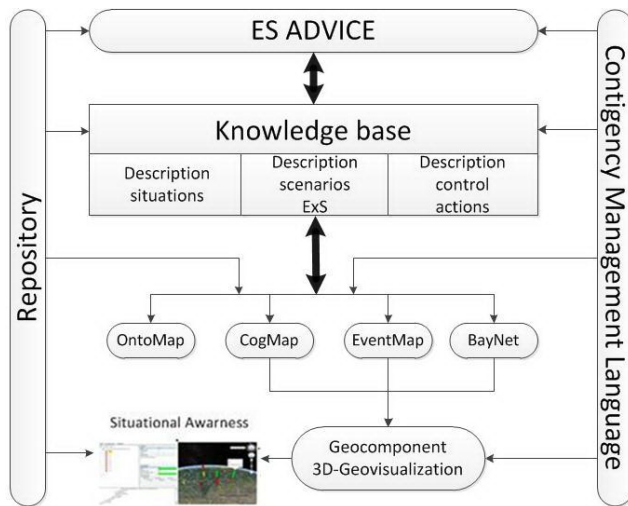 ES ADVICE
Knowledge base
Description
situations
Description
scenarios
ExS
Description
control
actions
Repository
Contigency Management Language
OntoMap
CogMap
EventMap
BayNet
Situational Awarness
Geocomponent
3D-Geovisualization